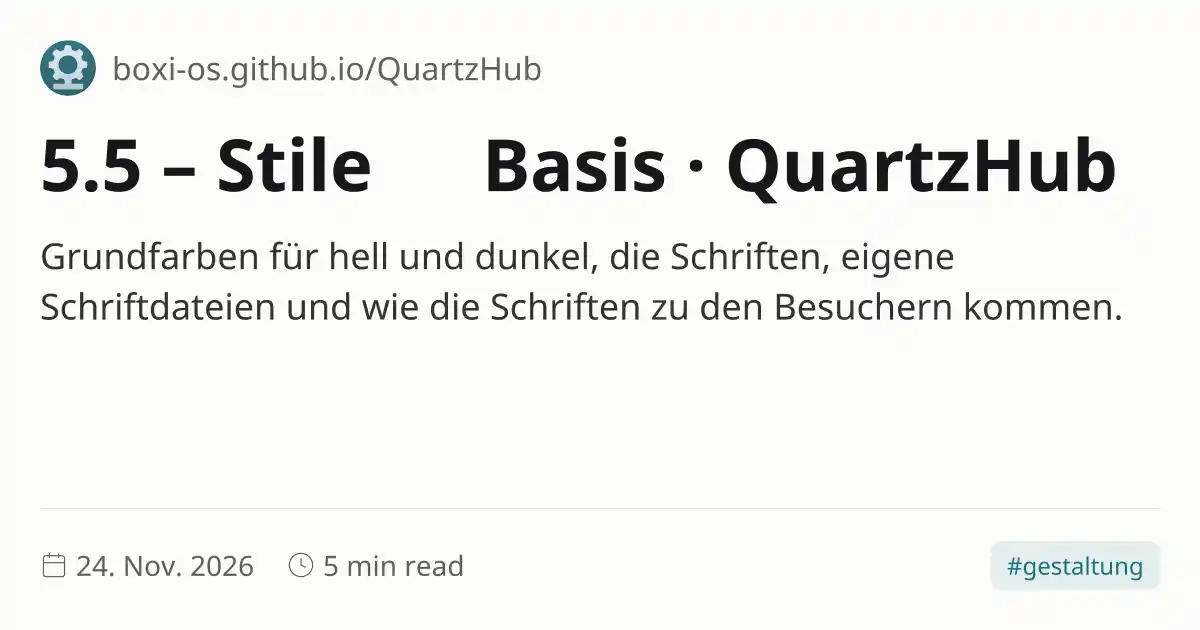 boxi-os.github.io/QuartzHub
5.5 – Stile Basis · QuartzHub
Grundfarben für hell und dunkel, die Schriften, eigene
Schriftdateien und wie die Schriften zu den Besuchern kommen.
24. Nov. 2026 5 min read #gestaltung